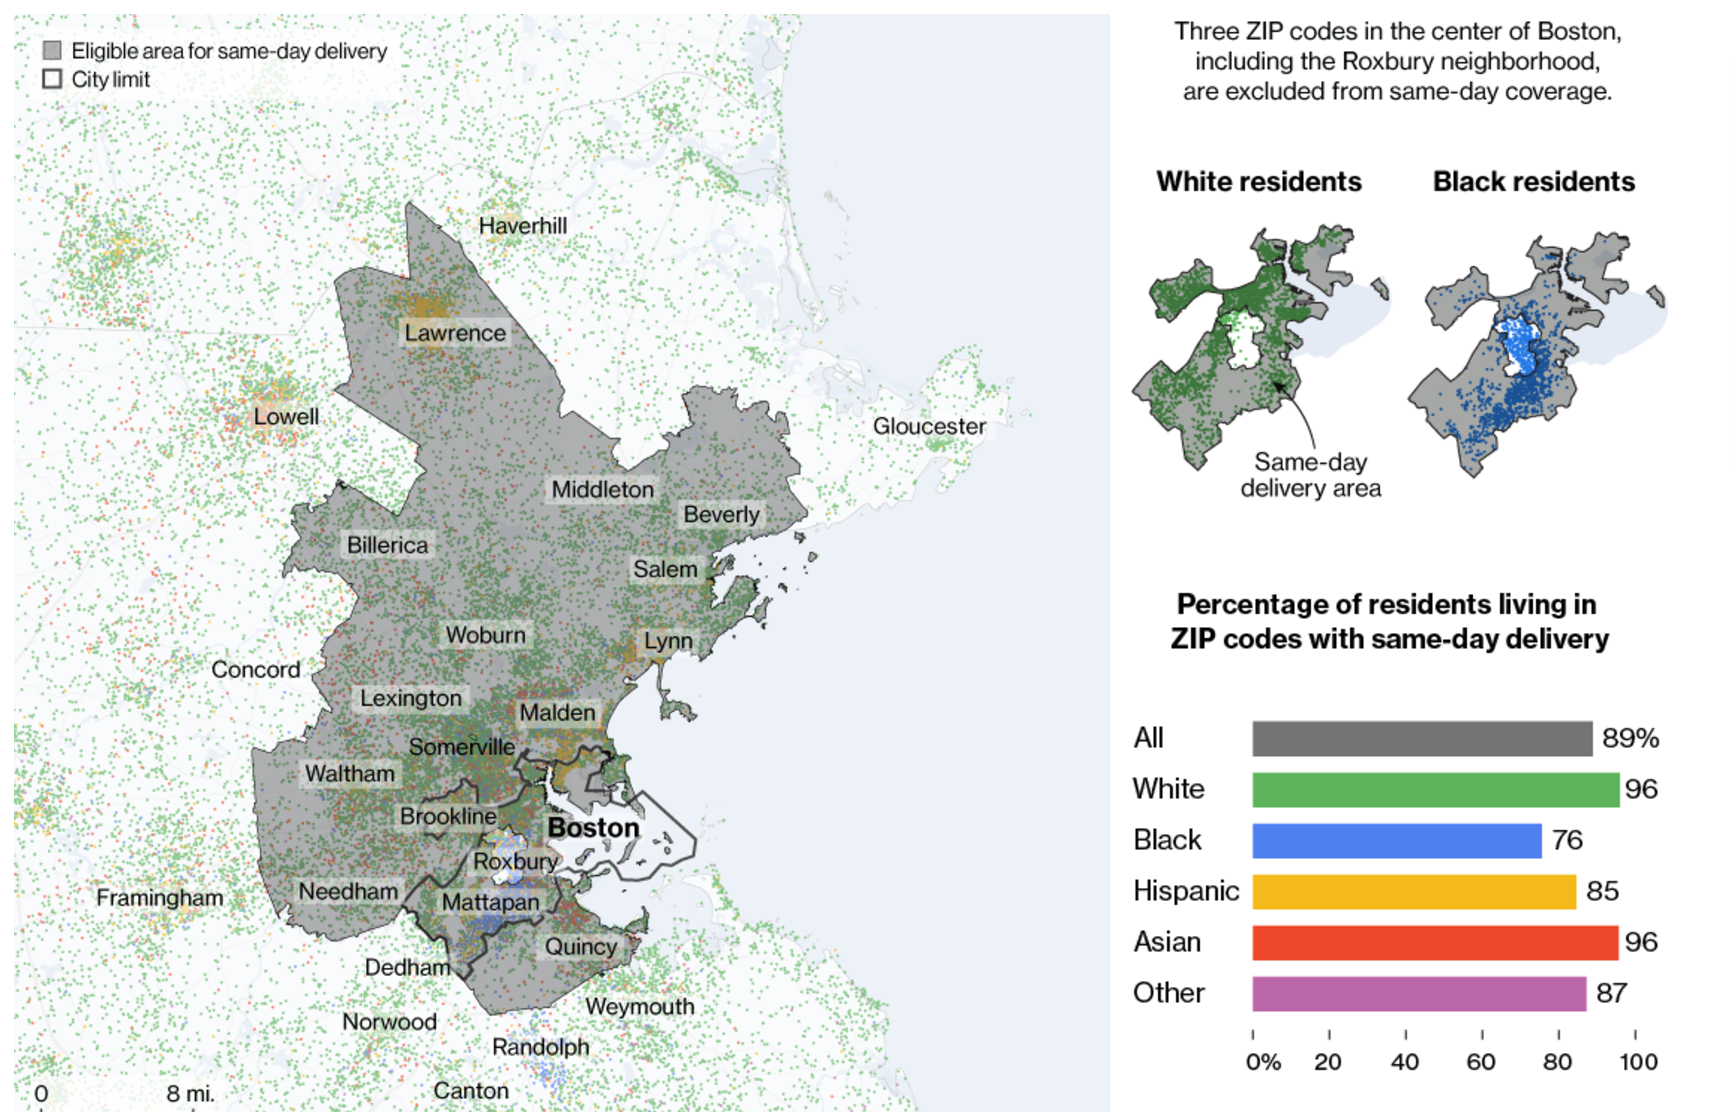 Eligible area for same-day delivery
City limit
Haverhill
Lawrence
Lowell
Gloucester
Middleton
Beverly
Billerica
Salem
Woburn
Lynn
Concord
Lexington
Malden
Somerville
Waltham
Brookline
Boston
Roxbury
Needham
Framingham
Mattapan
Quincy
Dedham
Weymouth
Norwood
Randolph
Canton
0 8 mi.
Three ZIP codes in the center of Boston,
including the Roxbury neighborhood,
are excluded from same-day coverage.
White residents
Black residents
Same-day
delivery area
Percentage of residents living in
ZIP codes with same-day delivery
All 89%
White 96
Black 76
Hispanic 85
Asian 96
Other 87
0% 20 40 60 80 100